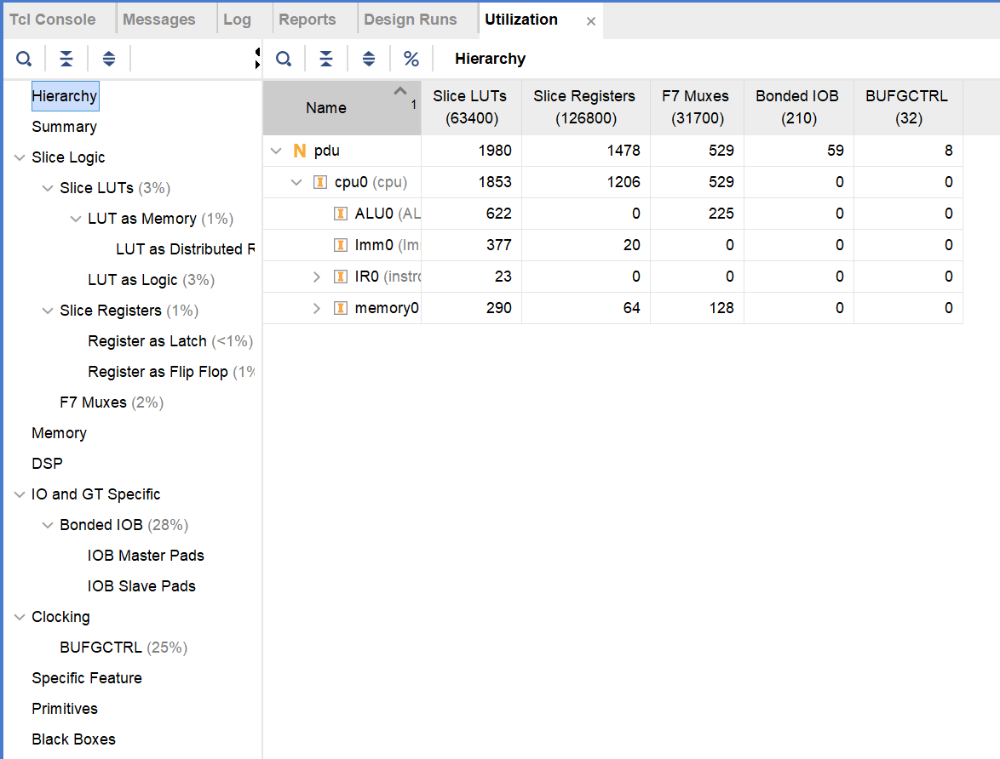 Tcl Console Messages Log Reports Design Runs Utilization ×
% Hierarchy
Hierarchy
Summary
Slice Logic
Slice LUTs (3%)
LUT as Memory (1%)
LUT as Distributed R
LUT as Logic (3%)
Slice Registers (1%)
Register as Latch (<1%)
Register as Flip Flop (1%
F7 Muxes (2%)
Memory
DSP
IO and GT Specific
Bonded IOB (28%)
IOB Master Pads
IOB Slave Pads
Clocking
BUFGCTRL (25%)
Specific Feature
Primitives
Black Boxes
Name 1 Slice LUTs (63400) Slice Registers (126800) F7 Muxes (31700) Bonded IOB (210) BUFGCTRL (32)
N pdu 1980 1478 529 59 8
I cpu0 (cpu) 1853 1206 529 0 0
I ALU0 (AL 622 0 225 0 0
I Imm0 (Im 377 20 0 0 0
I IR0 (instr 23 0 0 0 0
I memory0 290 64 128 0 0